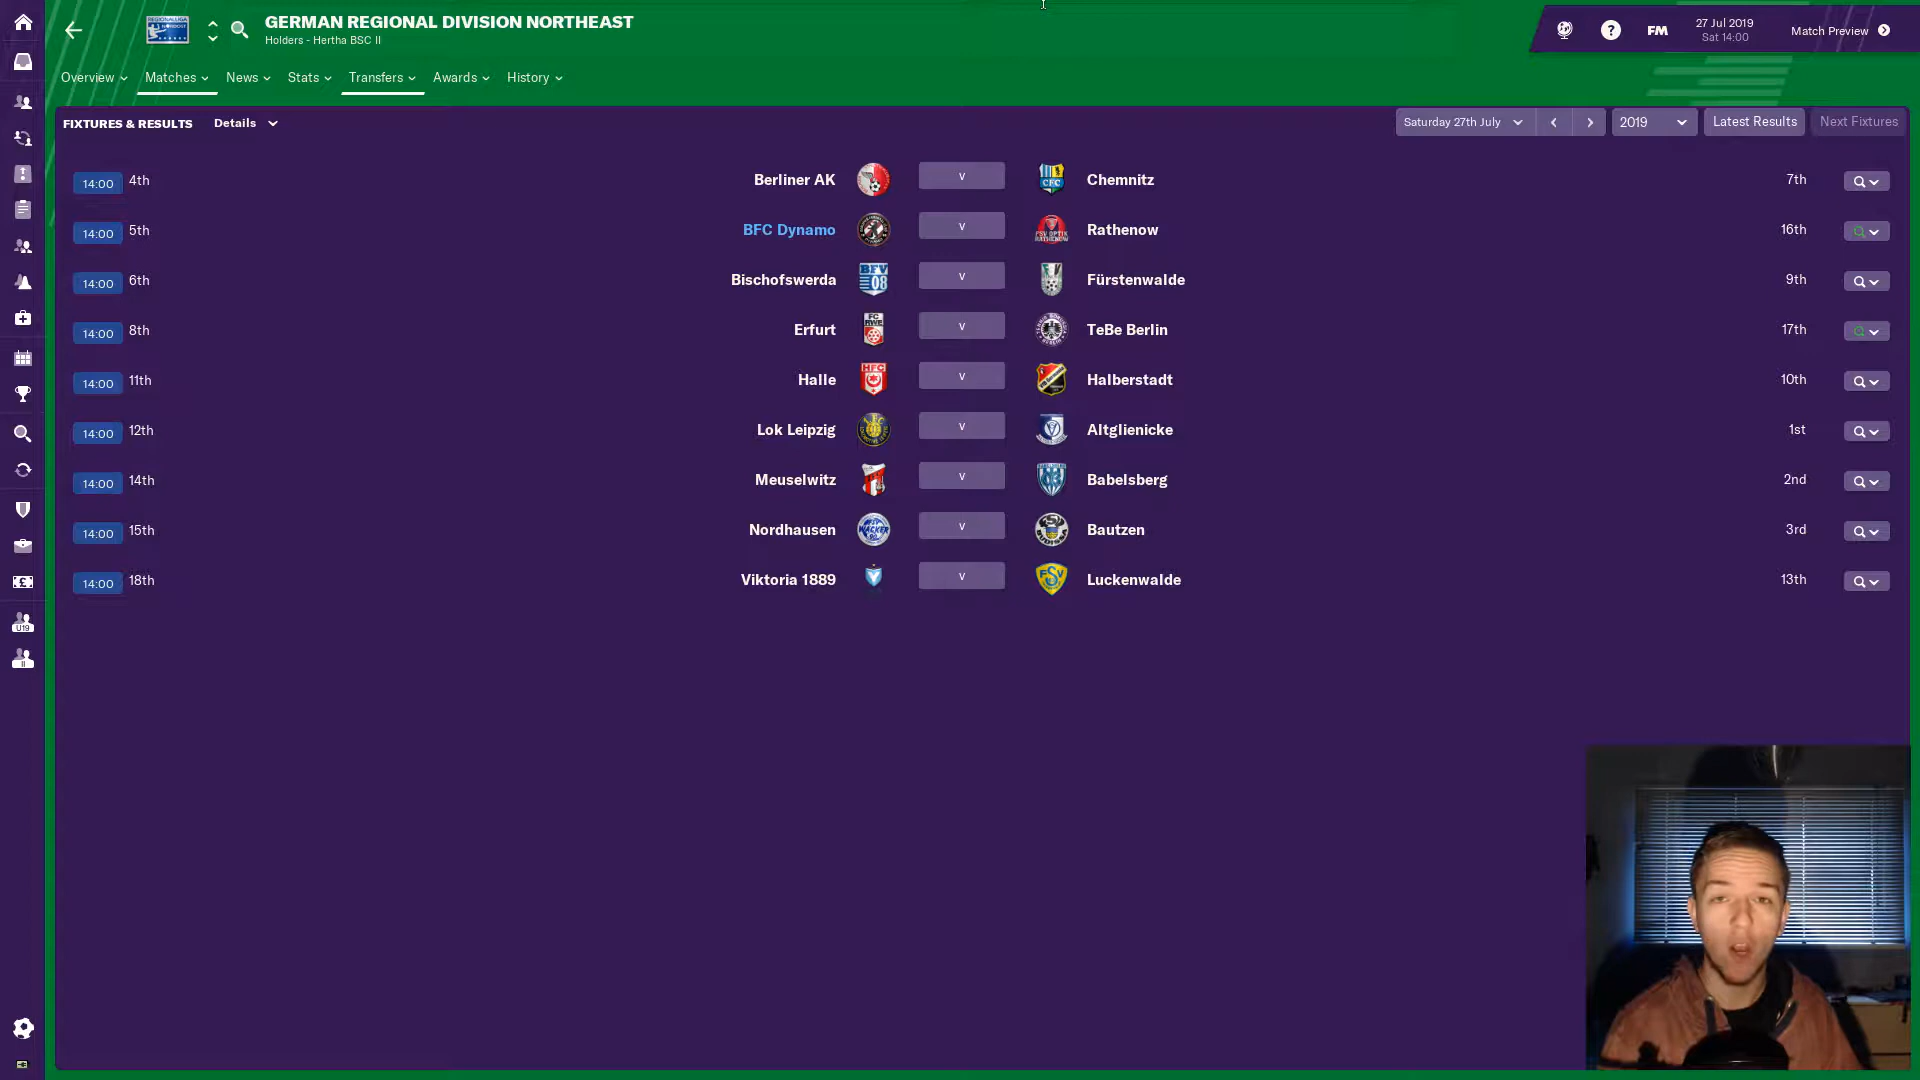 GERMAN REGIONAL DIVISION NORTHEAST
Holders - Hertha BSC II
FM
27 Jul 2019
Sat 14:00
Match Preview
Overview
Matches
News
Stats
Transfers
Awards
History
FIXTURES & RESULTS
Details
Saturday 27th July
2019
Latest Results
Next Fixtures
14:00 4th Berliner AK v Chemnitz 7th
14:00 5th BFC Dynamo v Rathenow 16th
14:00 6th Bischofswerda v Fürstenwalde 9th
14:00 8th Erfurt v TeBe Berlin 17th
14:00 11th Halle v Halberstadt 10th
14:00 12th Lok Leipzig v Altglienicke 1st
14:00 14th Meuselwitz v Babelsberg 2nd
14:00 15th Nordhausen v Bautzen 3rd
14:00 18th Viktoria 1889 v Luckenwalde 13th
U19
II